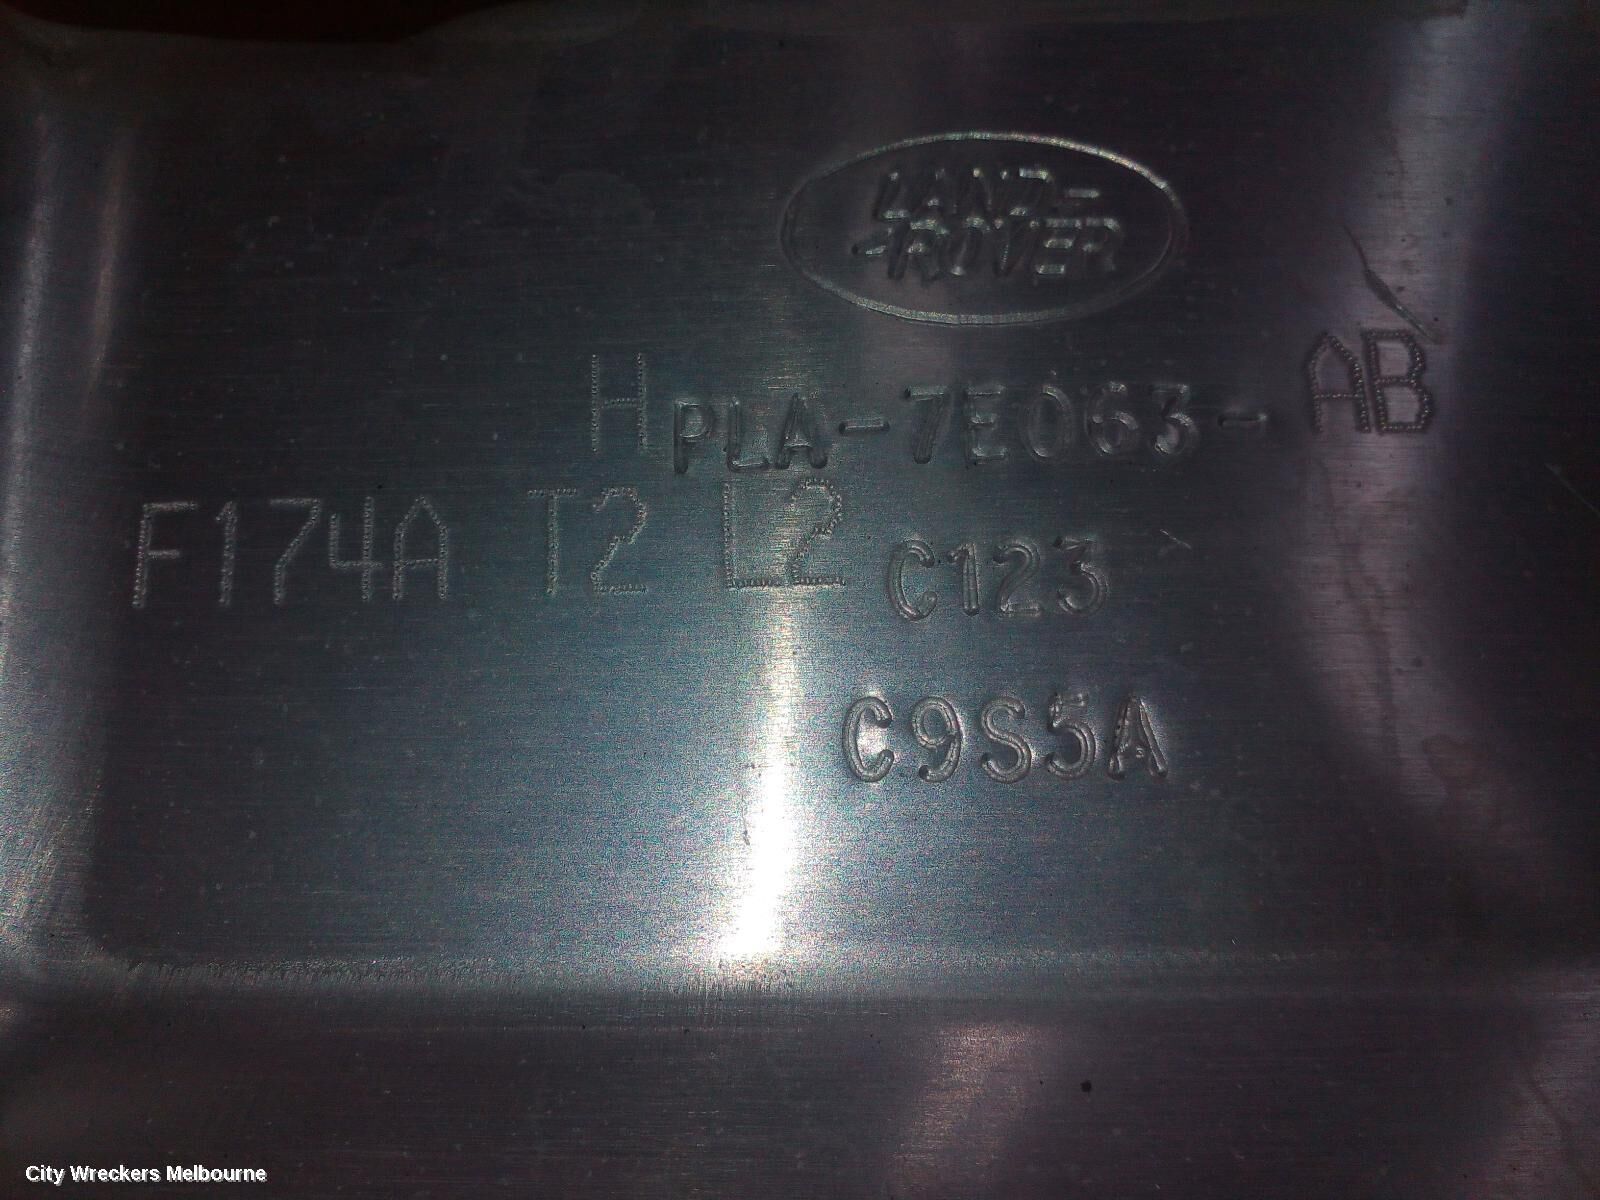 LAND-
-ROVER
HPLA-7E063-AB
F174A T2 L2 C123
C9S5A
City Wreckers Melbourne